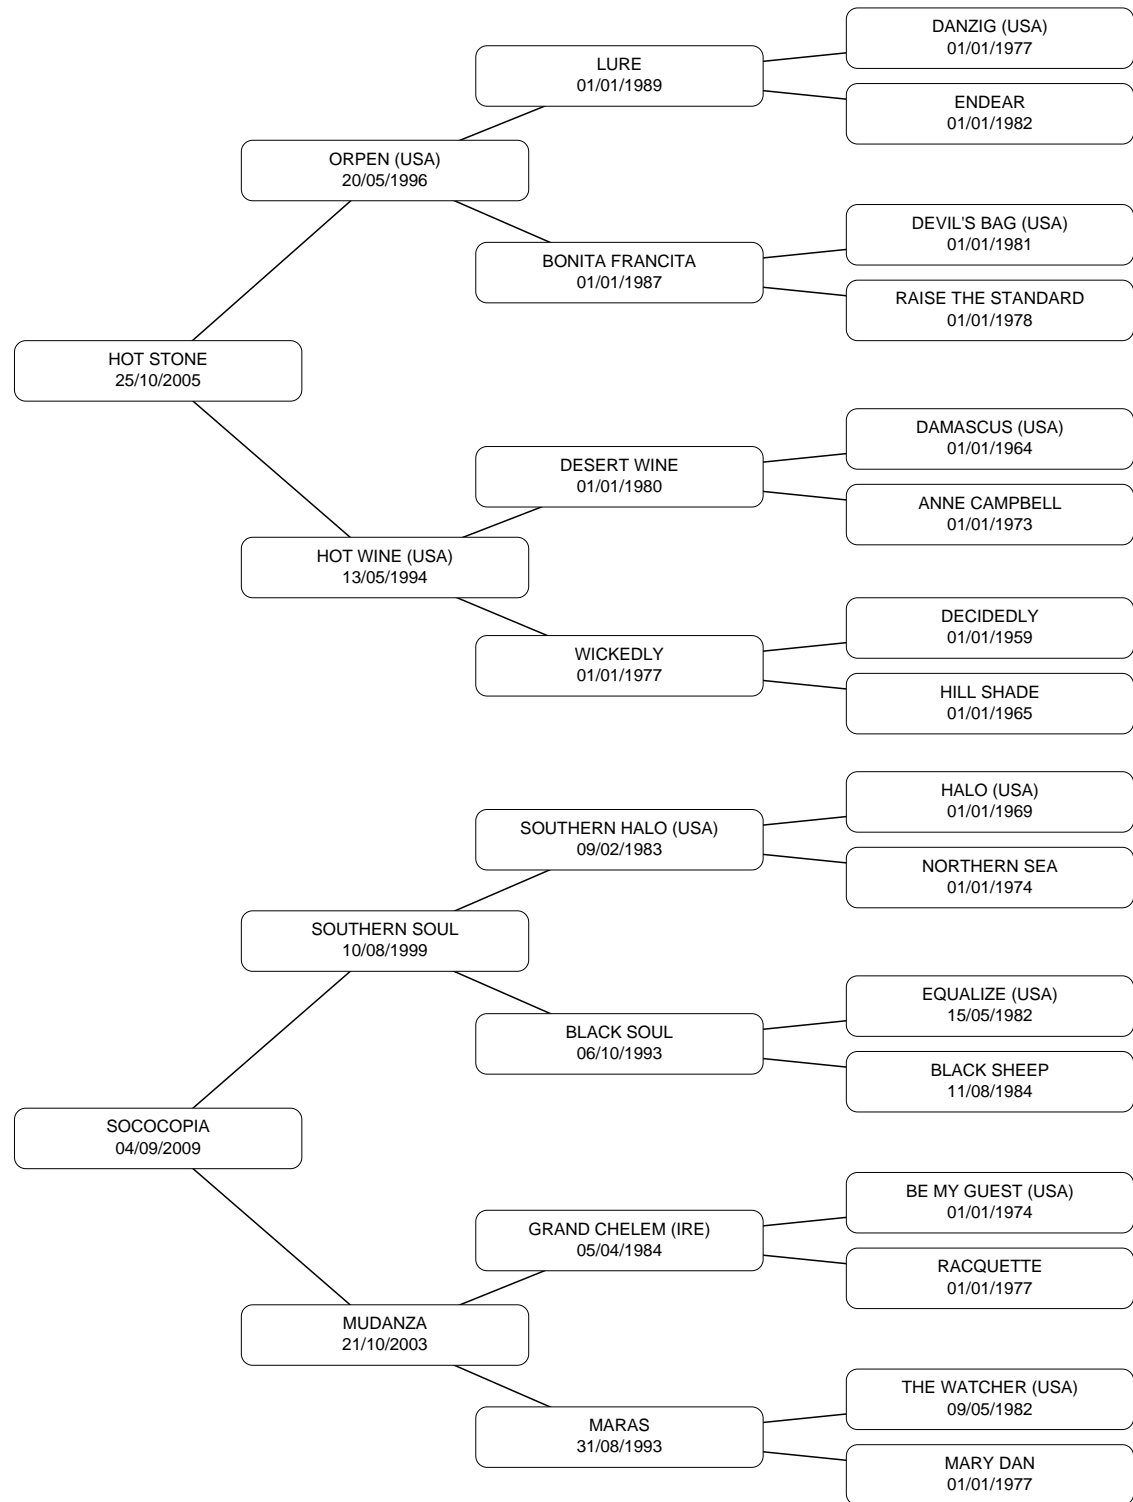 DANZIG (USA)
01/01/1977
LURE
01/01/1989
ENDEAR
01/01/1982
ORPEN (USA)
20/05/1996
DEVIL'S BAG (USA)
01/01/1981
BONITA FRANCITA
01/01/1987
RAISE THE STANDARD
01/01/1978
HOT STONE
25/10/2005
DAMASCUS (USA)
01/01/1964
DESERT WINE
01/01/1980
ANNE CAMPBELL
01/01/1973
HOT WINE (USA)
13/05/1994
DECIDEDLY
01/01/1959
WICKEDLY
01/01/1977
HILL SHADE
01/01/1965
HALO (USA)
01/01/1969
SOUTHERN HALO (USA)
09/02/1983
NORTHERN SEA
01/01/1974
SOUTHERN SOUL
10/08/1999
EQUALIZE (USA)
15/05/1982
BLACK SOUL
06/10/1993
BLACK SHEEP
11/08/1984
SOCOCOPIA
04/09/2009
BE MY GUEST (USA)
01/01/1974
GRAND CHELEM (IRE)
05/04/1984
RACQUETTE
01/01/1977
MUDANZA
21/10/2003
THE WATCHER (USA)
09/05/1982
MARAS
31/08/1993
MARY DAN
01/01/1977